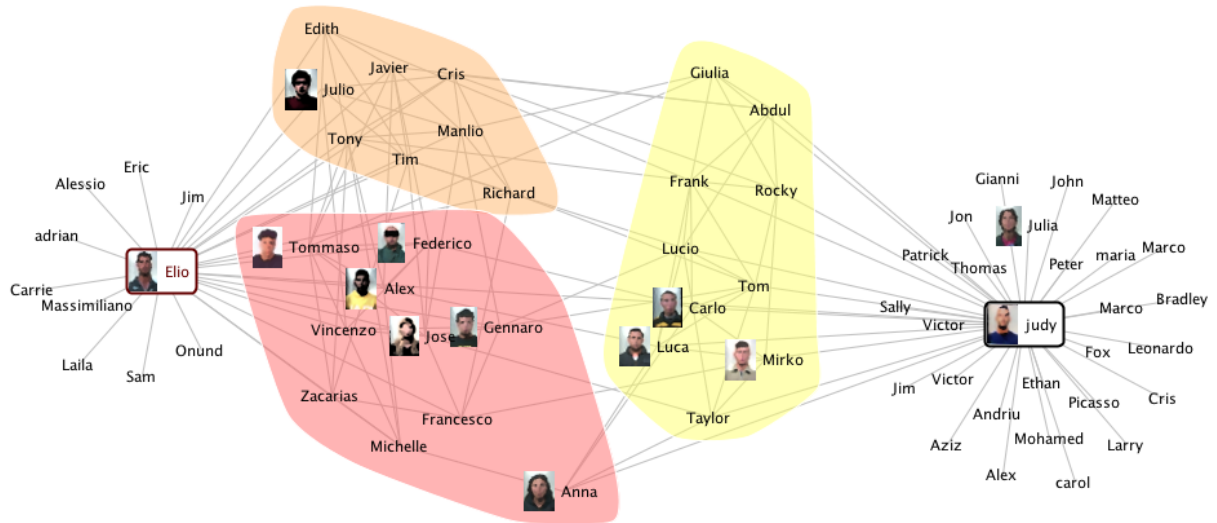 Edith
Javier
Cris
Julio
Tony
Manlio
Tim
Richard
Giulia
Abdul
Frank
Rocky
Lucio
Tom
Carlo
Luca
Mirko
Taylor
Eric
Alessio
Jim
adrian
Elio
Carrie
Massimiliano
Laila
Sam
Onund
Tommaso
Federico
Alex
Vincenzo
Jose
Gennaro
Zacarias
Francesco
Michelle
Anna
Gianni
John
Matteo
Jon
Julia
Patrick
Thomas
Peter
maria
Marco
Sally
Victor
judy
Marco
Bradley
Fox
Leonardo
Jim
Victor
Ethan
Picasso
Cris
Andriu
Aziz
Mohamed
Larry
Alex
carol